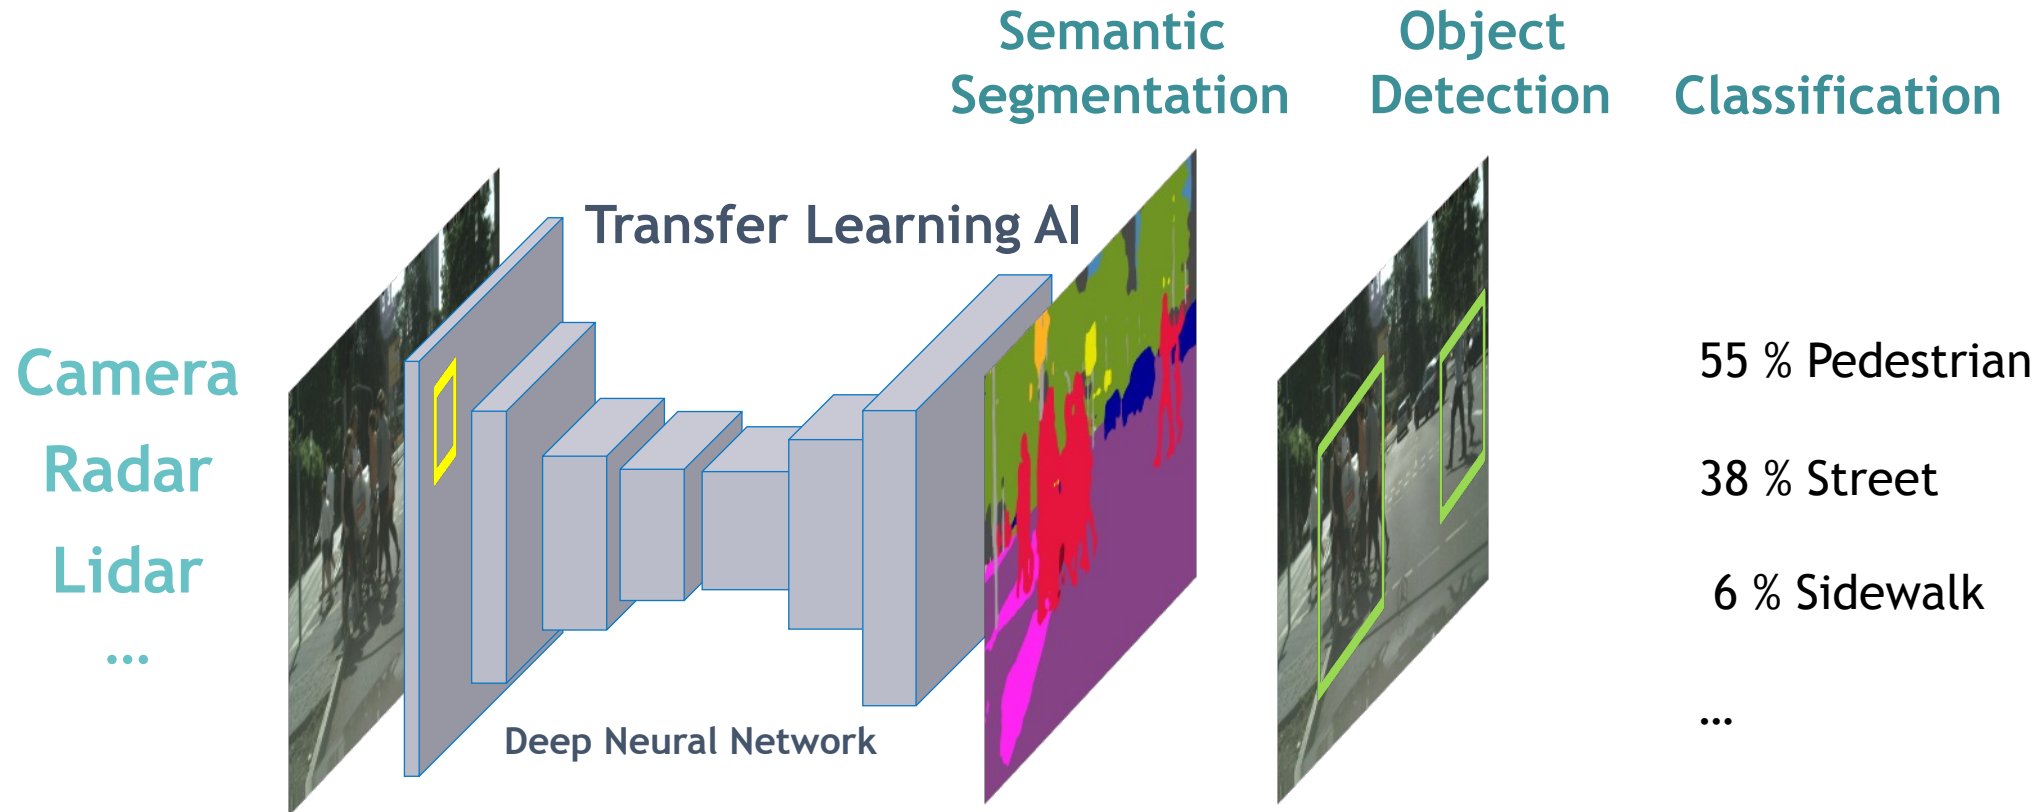 Semantic
Segmentation
Object
Detection
Classification
Transfer Learning AI
Camera
Radar
Lidar
...
Deep Neural Network
55 % Pedestrian
38 % Street
6 % Sidewalk
...